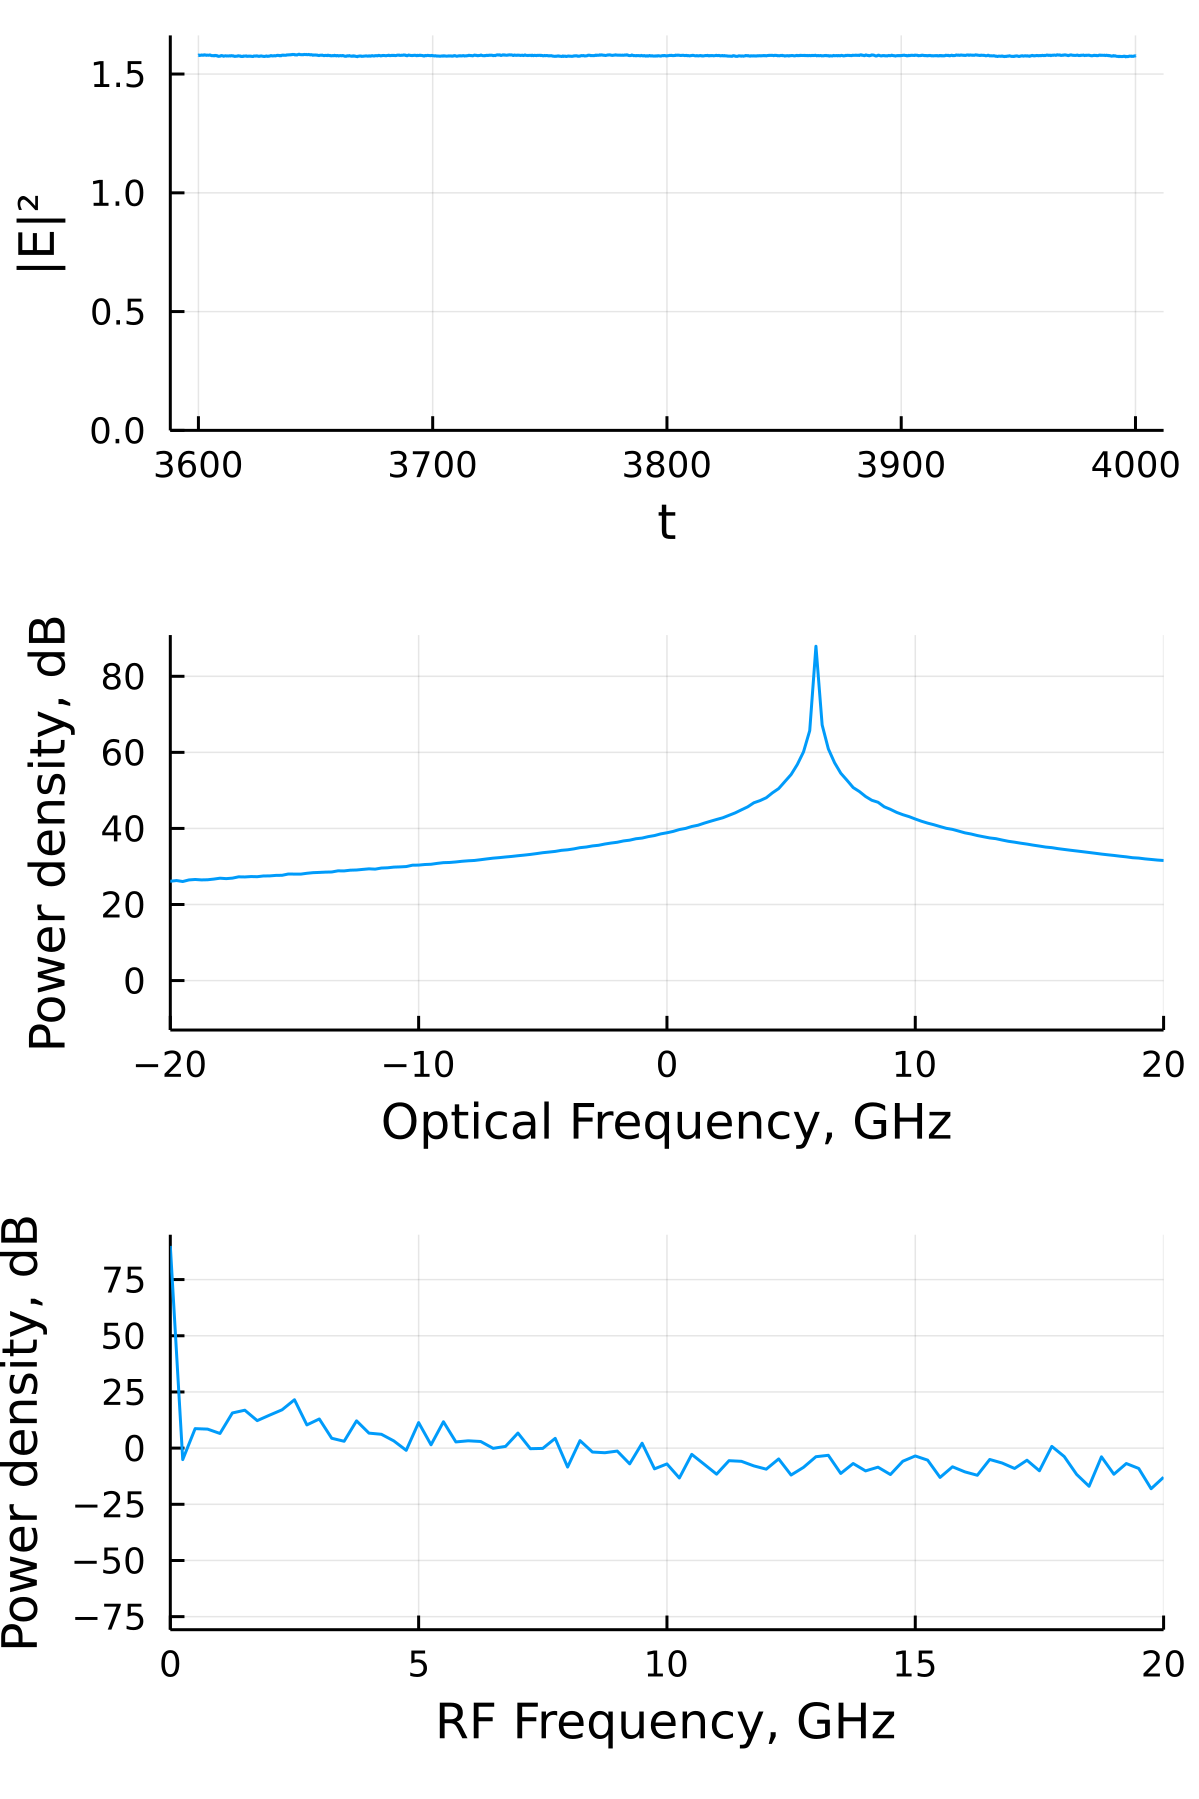 |E|²
1.5
1.0
0.5
0.0
3600 3700 3800 3900 4000
t
Power density, dB
80
60
40
20
0
−20 −10 0 10 20
Optical Frequency, GHz
Power density, dB
75
50
25
0
−25
−50
−75
0 5 10 15 20
RF Frequency, GHz